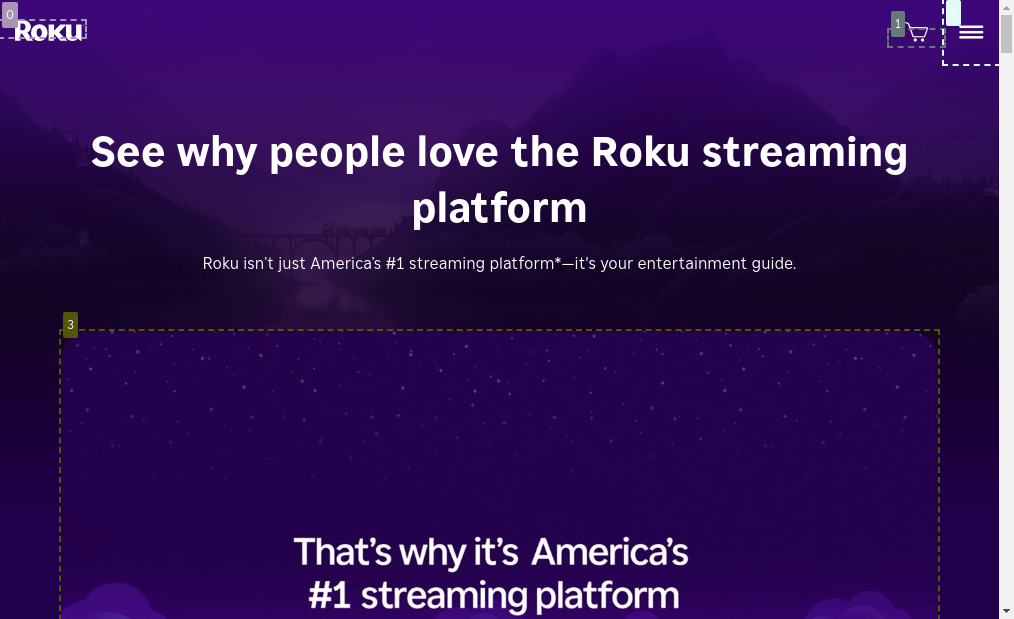 0
Roku
1
See why people love the Roku streaming
platform
Roku isn't just America's #1 streaming platform*—it's your entertainment guide.
3
That's why it's America's
#1 streaming platform